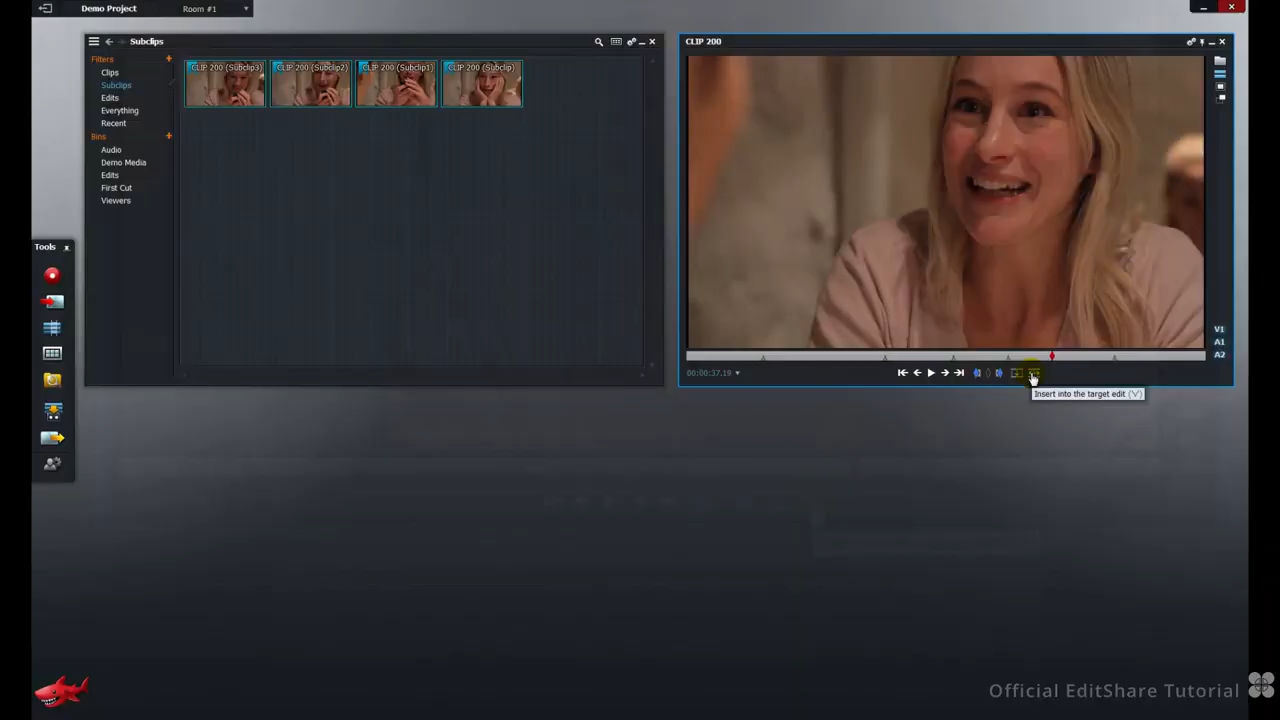 Demo Project
Room #1
Subclips
Filters
Clips
Subclips
Edits
Everything
Recent
Bins
Audio
Demo Media
Edits
First Cut
Viewers
CLIP 200 (Subclip3)
CLIP 200 (Subclip2)
CLIP 200 (Subclip1)
CLIP 200 (Subclip)
CLIP 200
V1
A1
A2
00:00:37.19
Insert into the target edit ('V')
Tools
Official EditShare Tutorial